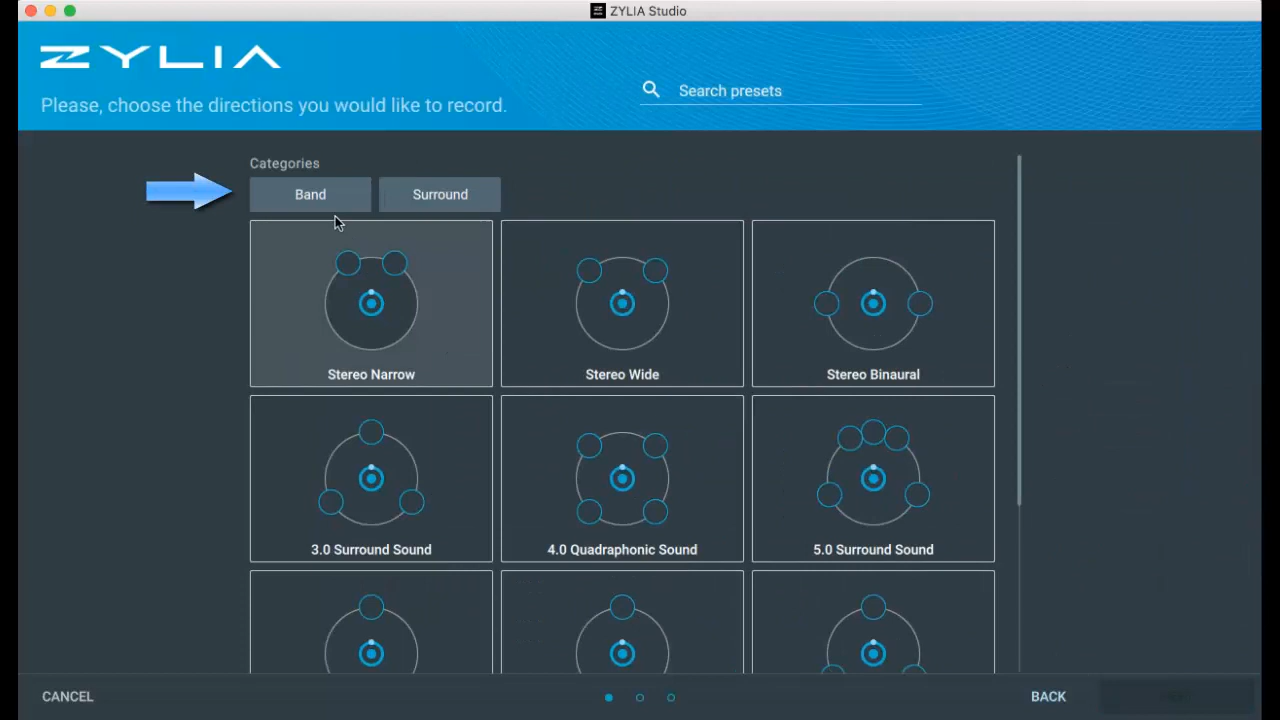 ZYLIA Studio
ZYLIA
Please, choose the directions you would like to record.
Search presets
Categories
Band
Surround
Stereo Narrow
Stereo Wide
Stereo Binaural
3.0 Surround Sound
4.0 Quadraphonic Sound
5.0 Surround Sound
CANCEL
BACK